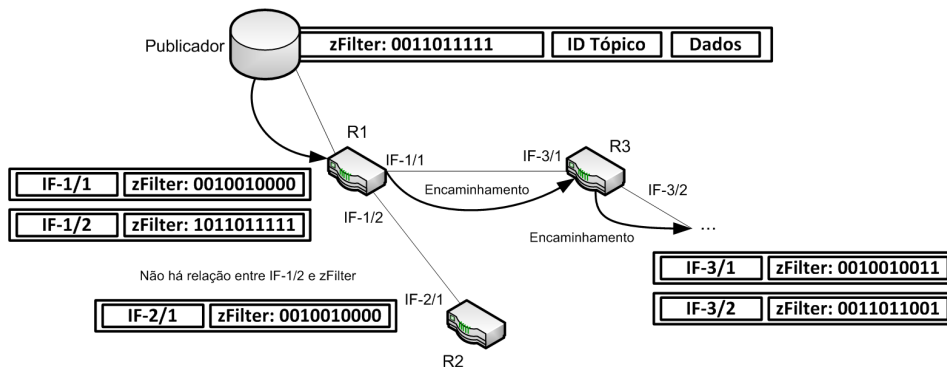 Publicador
zFilter: 0011011111 ID Tópico Dados
R1
IF-1/1 IF-3/1 R3
IF-1/1 zFilter: 0010010000
Encaminhamento
IF-3/2
IF-1/2 zFilter: 1011011111
IF-1/2
Encaminhamento
...
Não há relação entre IF-1/2 e zFilter
IF-3/1 zFilter: 0010010011
IF-2/1 zFilter: 0010010000
IF-2/1
IF-3/2 zFilter: 0011011001
R2